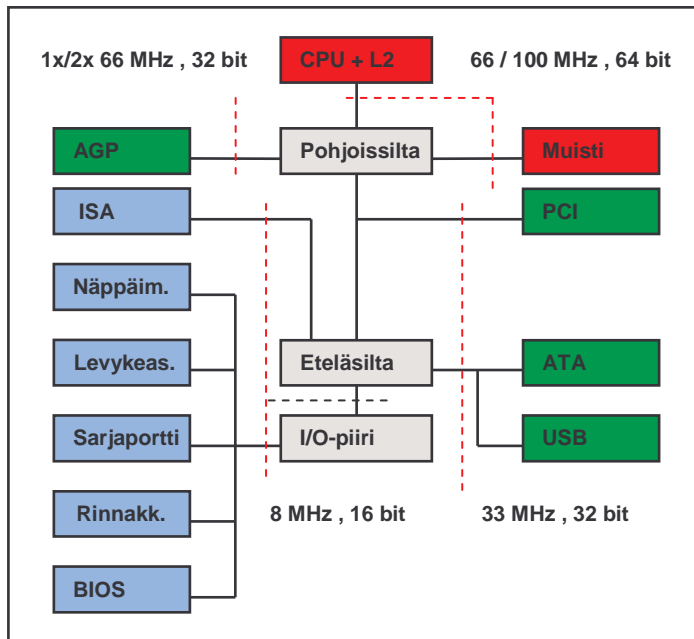 1x/2x 66 MHz , 32 bit
CPU + L2
66 / 100 MHz , 64 bit
AGP
Pohjoissilta
Muisti
ISA
PCI
Näppäim.
Levykeas.
Eteläsilta
ATA
Sarjaportti
I/O-piiri
USB
Rinnakk.
8 MHz , 16 bit
33 MHz , 32 bit
BIOS